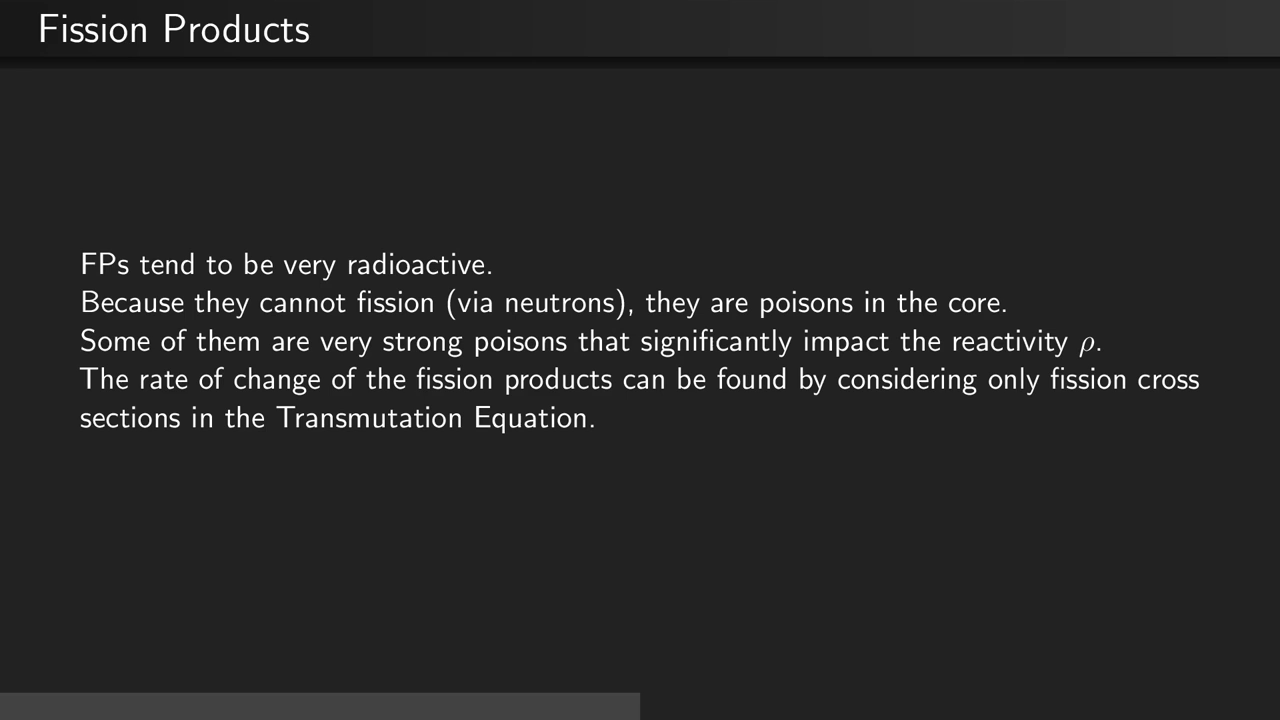 Fission Products
FPs tend to be very radioactive.
Because they cannot fission (via neutrons), they are poisons in the core.
Some of them are very strong poisons that significantly impact the reactivity ρ.
The rate of change of the fission products can be found by considering only fission cross
sections in the Transmutation Equation.